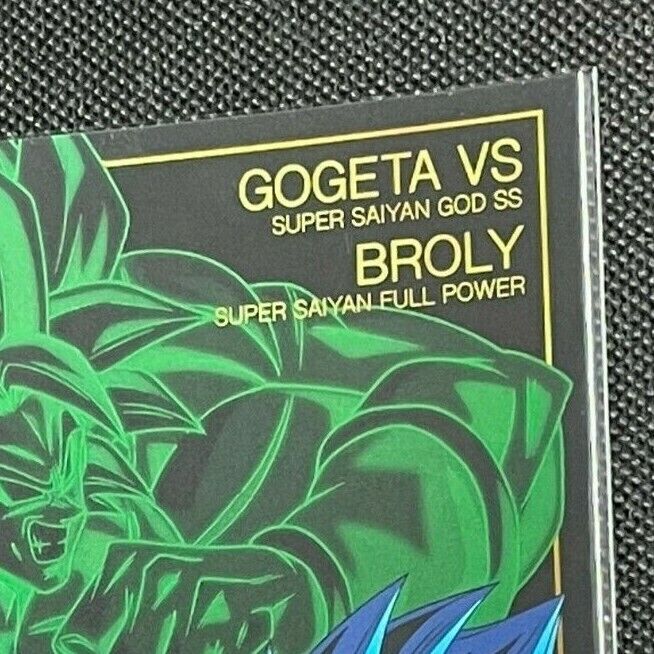 GOGETA VS
SUPER SAIYAN GOD SS
BROLY
SUPER SAIYAN FULL POWER